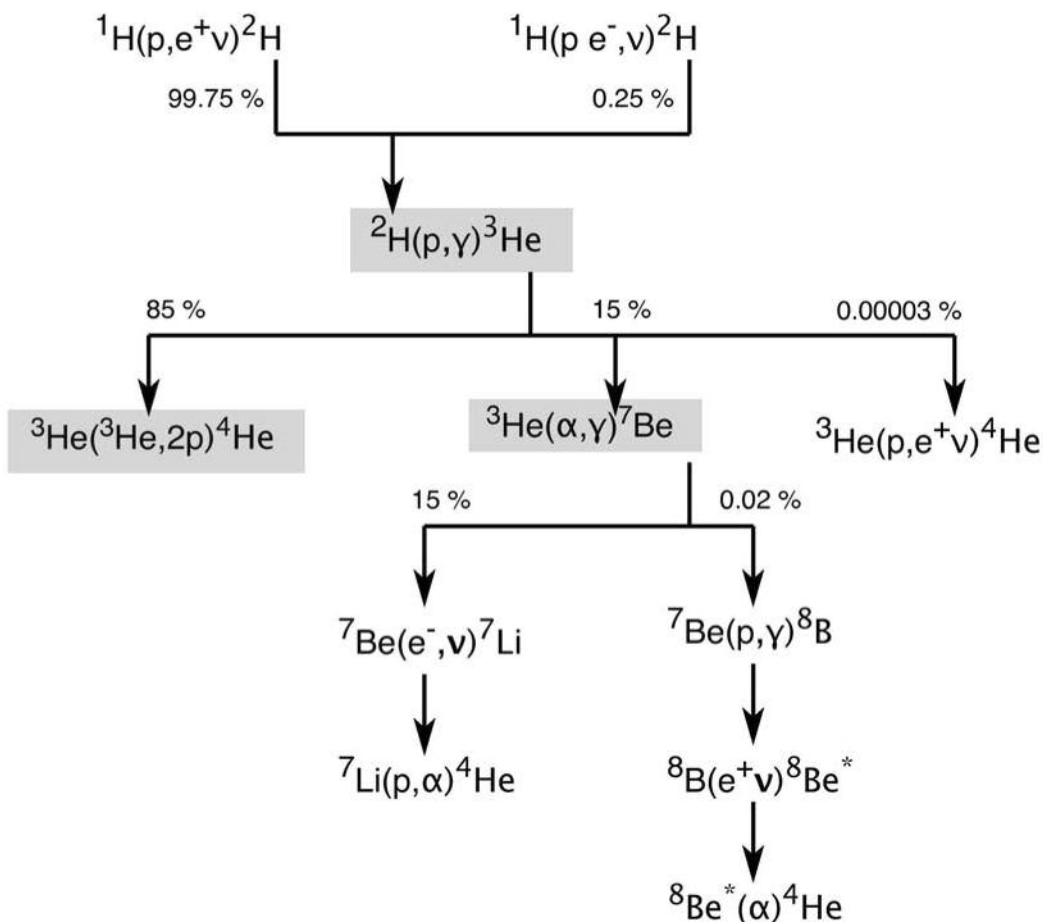 ¹H(p,e⁺ν)²H ¹H(p e⁻,ν)²H
99.75 % 0.25 %
²H(p,γ)³He
85 % 15 % 0.00003 %
³He(³He,2p)⁴He ³He(α,γ)⁷Be ³He(p,e⁺ν)⁴He
15 % 0.02 %
⁷Be(e⁻,ν)⁷Li ⁷Be(p,γ)⁸B
⁷Li(p,α)⁴He ⁸B(e⁺ν)⁸Be*
⁸Be*(α)⁴He